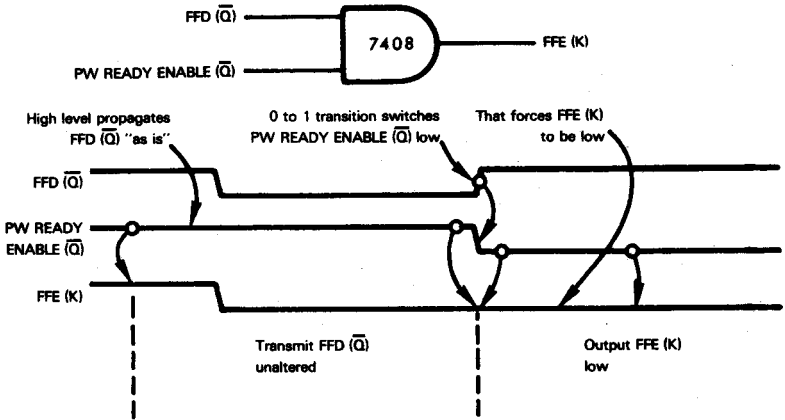 FFD (Q̅)
7408
FFE (K)
PW READY ENABLE (Q̅)
High level propagates
FFD (Q̅) "as is"
0 to 1 transition switches
PW READY ENABLE (Q̅) low
That forces FFE (K)
to be low
FFD (Q̅)
PW READY
ENABLE (Q̅)
FFE (K)
Transmit FFD (Q̅)
unaltered
Output FFE (K)
low